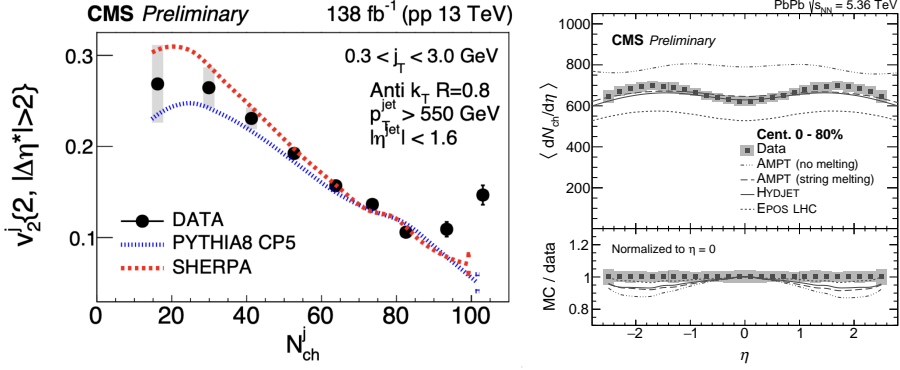 CMS Preliminary 138 fb⁻¹ (pp 13 TeV)
0.3 < j_T < 3.0 GeV
Anti k_T R=0.8
p_T^jet > 550 GeV
|η^jet| < 1.6
v_2^j{2, |Δη*|>2}
0.3
0.2
0.1
DATA
PYTHIA8 CP5
SHERPA
0 20 40 60 80 100
N_ch^j
PbPb √s_NN = 5.36 TeV
CMS Preliminary
⟨ dN_ch/dη ⟩
1000
800
600
400
200
Cent. 0 - 80%
Data
AMPT (no melting)
AMPT (string melting)
HYDJET
EPOS LHC
MC / data
1.2
1
0.8
Normalized to η = 0
−2 −1 0 1 2
η